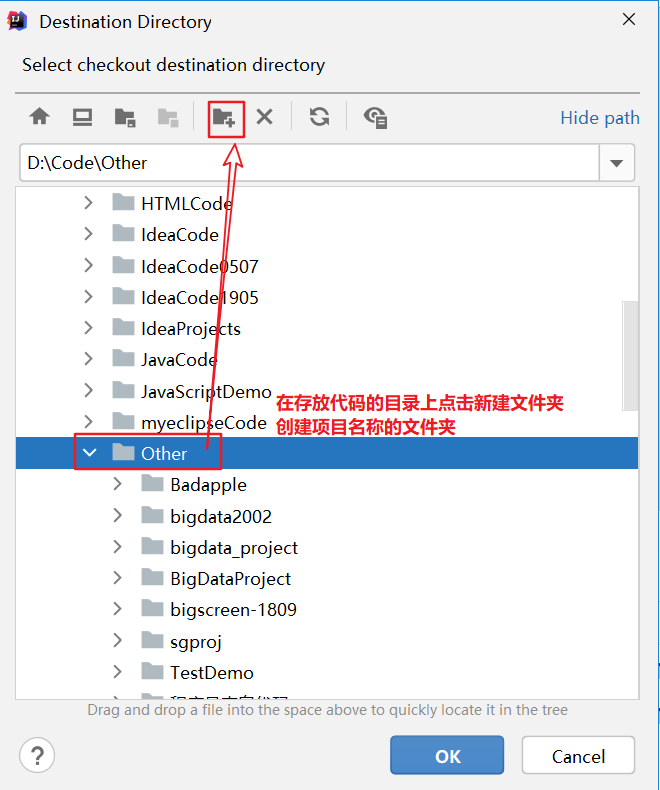 Destination Directory
Select checkout destination directory
Hide path
D:\Code\Other
HTMLCode
IdeaCode
IdeaCode0507
IdeaCode1905
IdeaProjects
JavaCode
JavaScriptDemo
在存放代码的目录上点击新建文件夹
myeclipseCode
创建项目名称的文件夹
Other
Badapple
bigdata2002
bigdata_project
BigDataProject
bigscreen-1809
sgproj
TestDemo
Drag and drop a file into the space above to quickly locate it in the tree
?
OK
Cancel